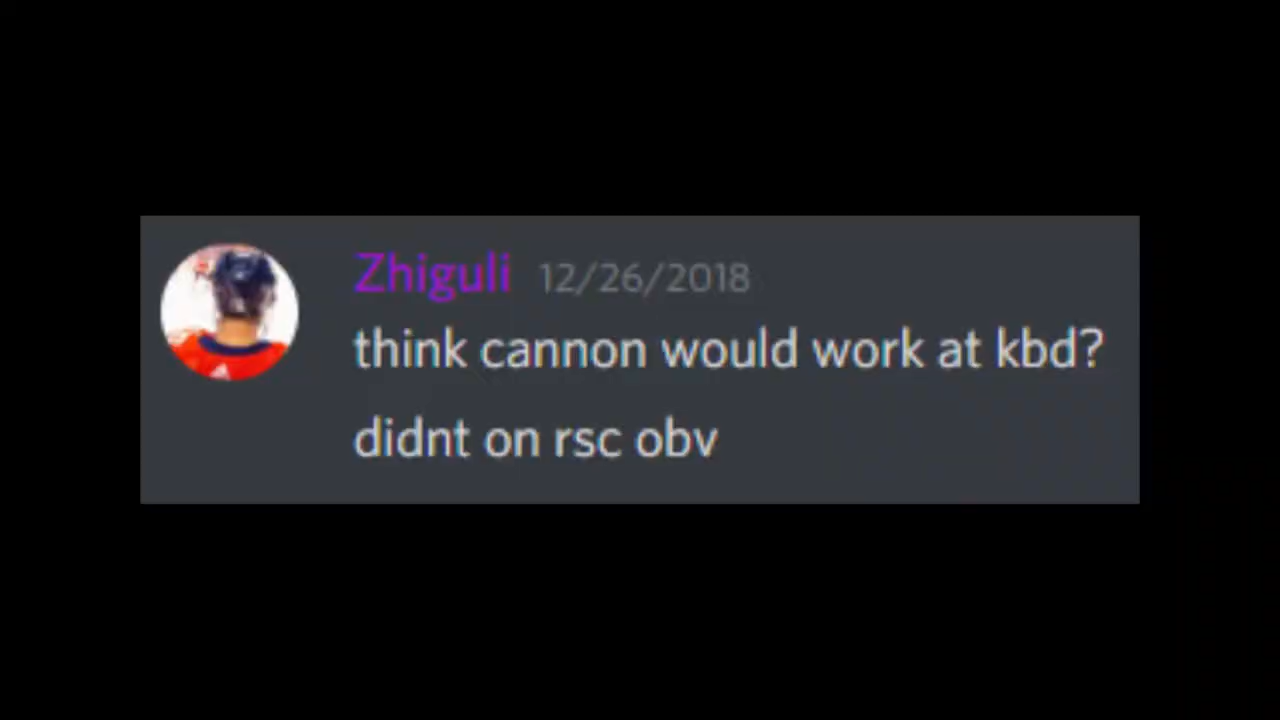 Zhiguli 12/26/2018
think cannon would work at kbd?
didnt on rsc obv